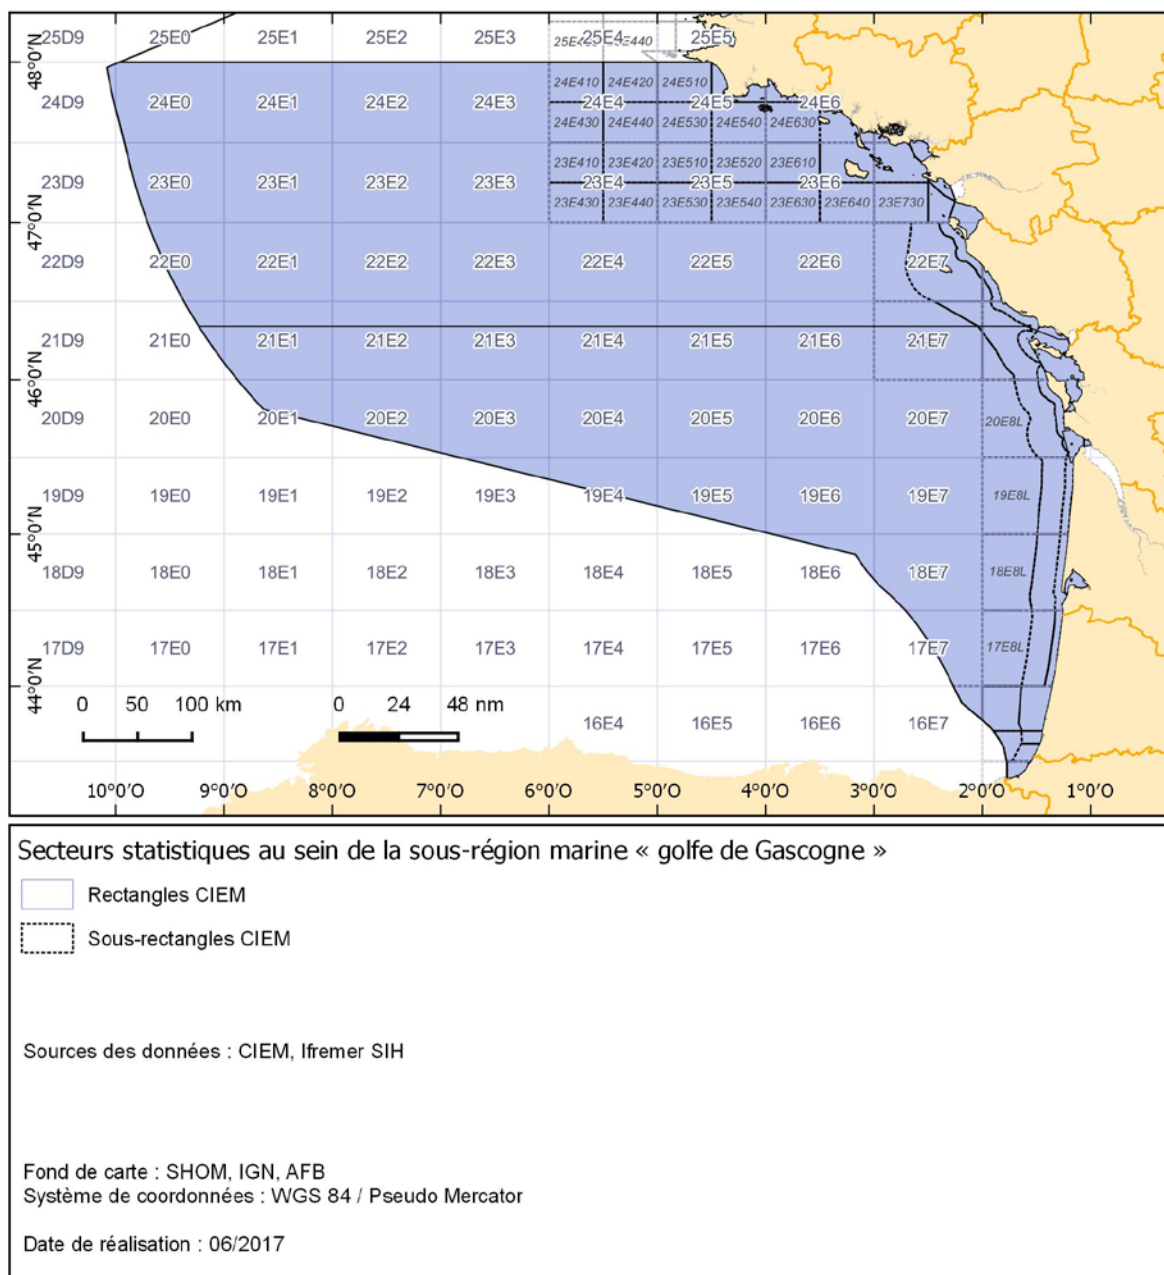 25D9 25E0 25E1 25E2 25E3 25E4 25E5
25E440
48°0'N
24E410 24E420 24E510
24D9 24E0 24E1 24E2 24E3 24E4 24E5 24E6
24E430 24E440 24E530 24E540 24E630
23E410 23E420 23E510 23E520 23E610
23D9 23E0 23E1 23E2 23E3 23E4 23E5 23E6
23E430 23E440 23E530 23E540 23E630 23E640 23E730
47°0'N
22D9 22E0 22E1 22E2 22E3 22E4 22E5 22E6 22E7
21D9 21E0 21E1 21E2 21E3 21E4 21E5 21E6 21E7
46°0'N
20D9 20E0 20E1 20E2 20E3 20E4 20E5 20E6 20E7 20E8L
19D9 19E0 19E1 19E2 19E3 19E4 19E5 19E6 19E7 19E8L
45°0'N
18D9 18E0 18E1 18E2 18E3 18E4 18E5 18E6 18E7 18E8L
17D9 17E0 17E1 17E2 17E3 17E4 17E5 17E6 17E7 17E8L
44°0'N
0 50 100 km 0 24 48 nm
16E4 16E5 16E6 16E7
10°0'O 9°0'O 8°0'O 7°0'O 6°0'O 5°0'O 4°0'O 3°0'O 2°0'O 1°0'O
Secteurs statistiques au sein de la sous-région marine « golfe de Gascogne »
Rectangles CIEM
Sous-rectangles CIEM
Sources des données : CIEM, Ifremer SIH
Fond de carte : SHOM, IGN, AFB
Système de coordonnées : WGS 84 / Pseudo Mercator
Date de réalisation : 06/2017